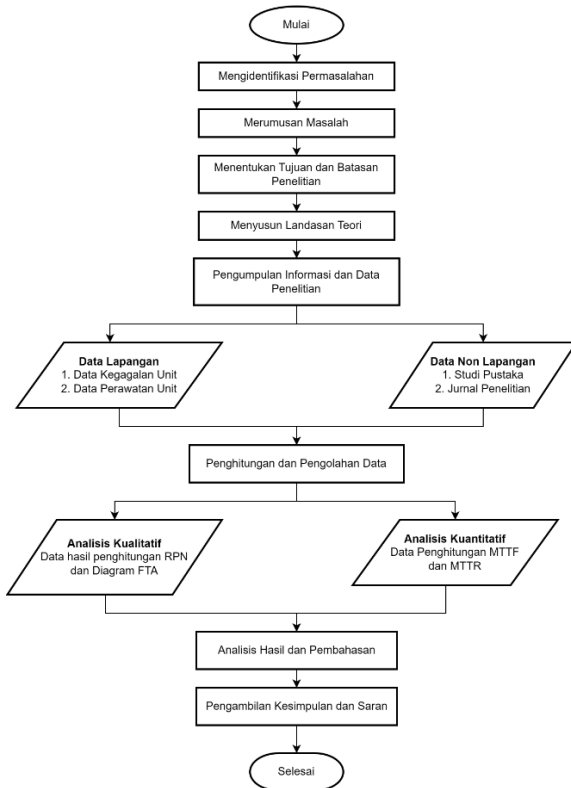 Mulai
Mengidentifikasi Permasalahan
Merumusan Masalah
Menentukan Tujuan dan Batasan
Penelitian
Menyusun Landasan Teori
Pengumpulan Informasi dan Data
Penelitian
Data Lapangan
1. Data Kegagalan Unit
2. Data Perawatan Unit
Data Non Lapangan
1. Studi Pustaka
2. Jurnal Penelitian
Penghitungan dan Pengolahan Data
Analisis Kualitatif
Data hasil penghitungan RPN
dan Diagram FTA
Analisis Kuantitatif
Data Penghitungan MTTF
dan MTTR
Analisis Hasil dan Pembahasan
Pengambilan Kesimpulan dan Saran
Selesai